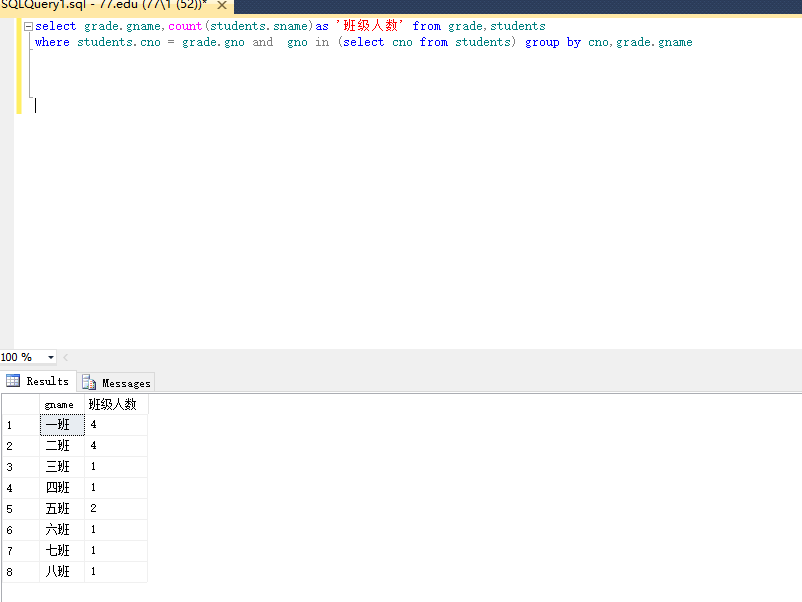 SQLQuery1.sql - 77.edu (77\1 (52))*
select grade.gname,count(students.sname)as '班级人数' from grade,students
where students.cno = grade.gno and  gno in (select cno from students) group by cno,grade.gname
100 %
Results Messages
gname 班级人数
1 一班 4
2 二班 4
3 三班 1
4 四班 1
5 五班 2
6 六班 1
7 七班 1
8 八班 1